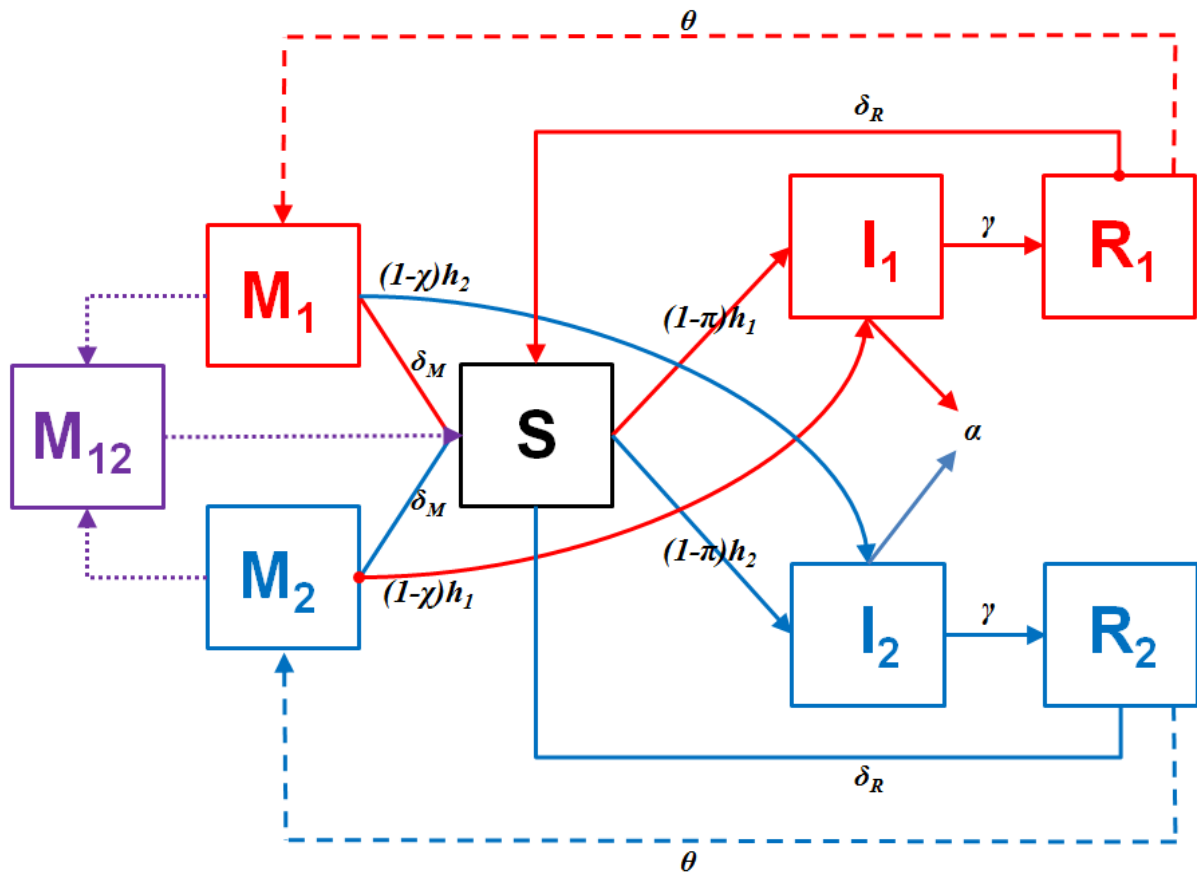 θ
δR
I1
γ
R1
M1
(1-χ)h2
(1-π)h1
δM
M12
S
α
δM
M2
(1-χ)h1
(1-π)h2
I2
γ
R2
δR
θ